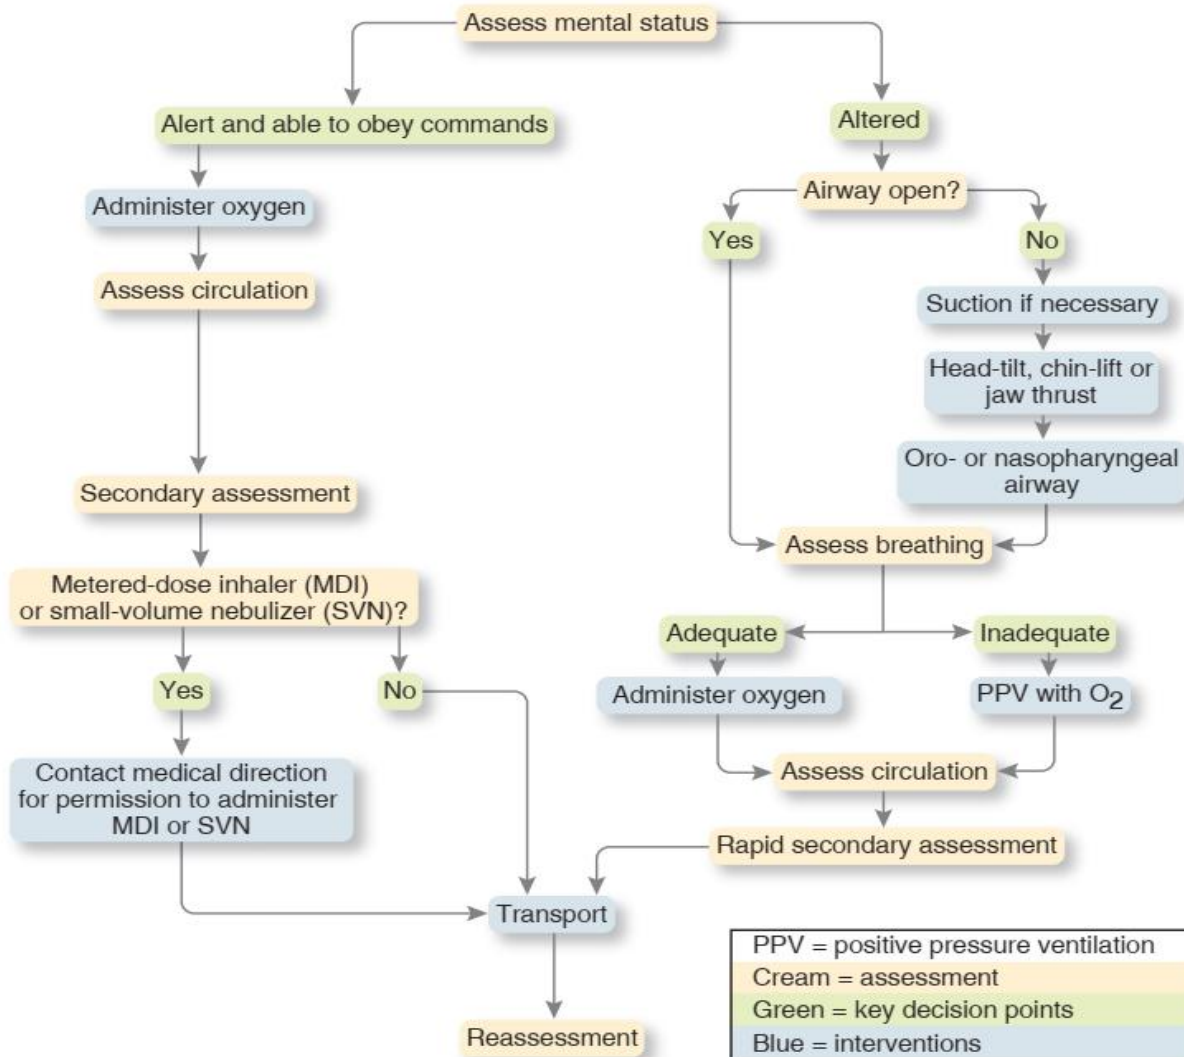 Assess mental status
Alert and able to obey commands
Altered
Administer oxygen
Airway open?
Yes
No
Assess circulation
Suction if necessary
Head-tilt, chin-lift or
jaw thrust
Oro- or nasopharyngeal
airway
Secondary assessment
Assess breathing
Metered-dose inhaler (MDI)
or small-volume nebulizer (SVN)?
Adequate
Inadequate
Yes
No
Administer oxygen
PPV with O2
Contact medical direction
for permission to administer
MDI or SVN
Assess circulation
Rapid secondary assessment
Transport
Reassessment
PPV = positive pressure ventilation
Cream = assessment
Green = key decision points
Blue = interventions